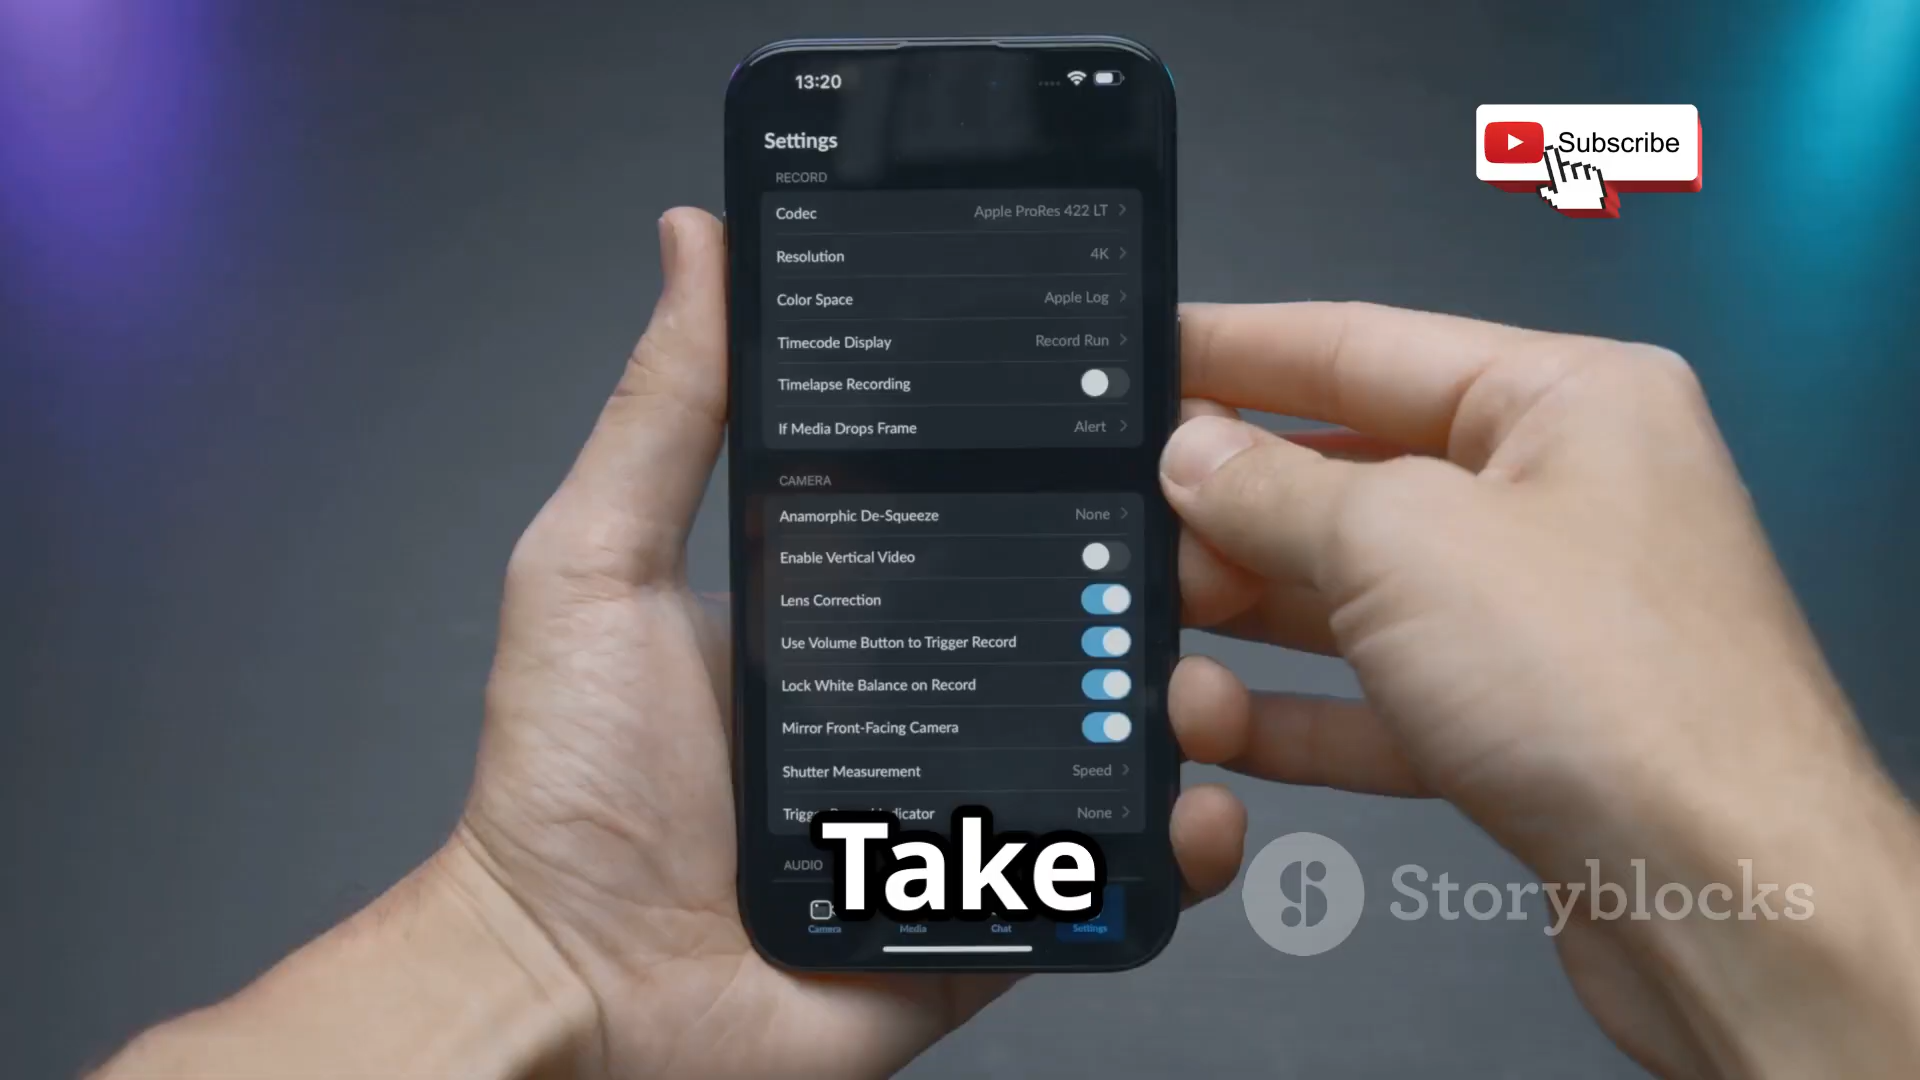 13:20
Subscribe
Settings
RECORD
Codec Apple ProRes 422 LT
Resolution 4K
Color Space Apple Log
Timecode Display Record Run
Timelapse Recording
If Media Drops Frame Alert
CAMERA
Anamorphic De-Squeeze None
Enable Vertical Video
Lens Correction
Use Volume Button to Trigger Record
Lock White Balance on Record
Mirror Front-Facing Camera
Shutter Measurement Speed
None
AUDIO
Take
Storyblocks
Camera Media Chat Settings